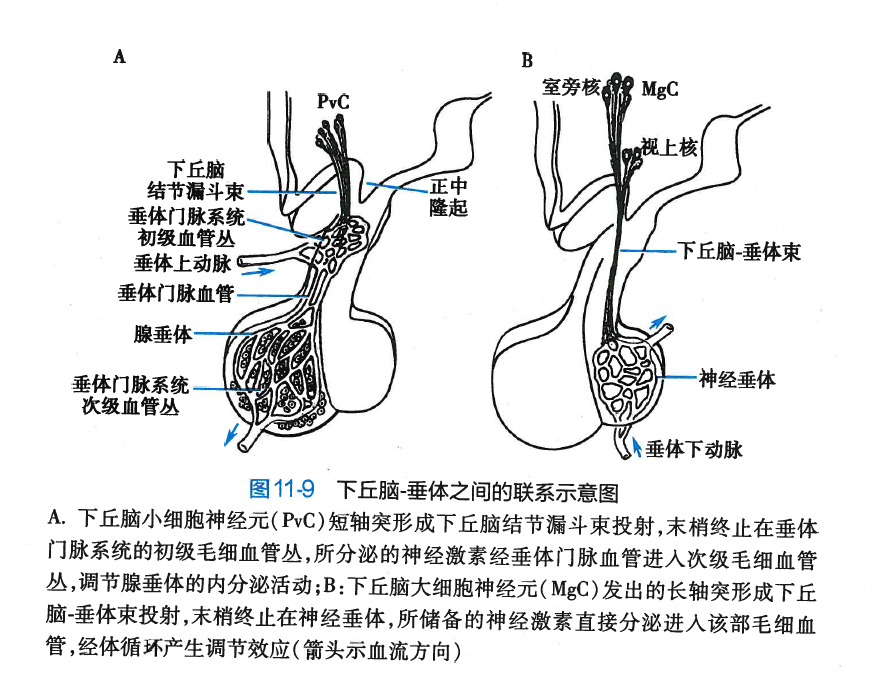 A
B
PvC
室旁核
MgC
视上核
下丘脑
结节漏斗束
正中
隆起
垂体门脉系统
初级血管丛
垂体上动脉
下丘脑-垂体束
垂体门脉血管
腺垂体
垂体门脉系统
次级血管丛
神经垂体
垂体下动脉
图11-9 下丘脑-垂体之间的联系示意图
A. 下丘脑小细胞神经元(PvC)短轴突形成下丘脑结节漏斗束投射,末梢终止在垂体
门脉系统的初级毛细血管丛,所分泌的神经激素经垂体门脉血管进入次级毛细血管
丛,调节腺垂体的内分泌活动;B:下丘脑大细胞神经元(MgC)发出的长轴突形成下丘
脑-垂体束投射,末梢终止在神经垂体,所储备的神经激素直接分泌进入该部毛细血
管,经体循环产生调节效应(箭头示血流方向)